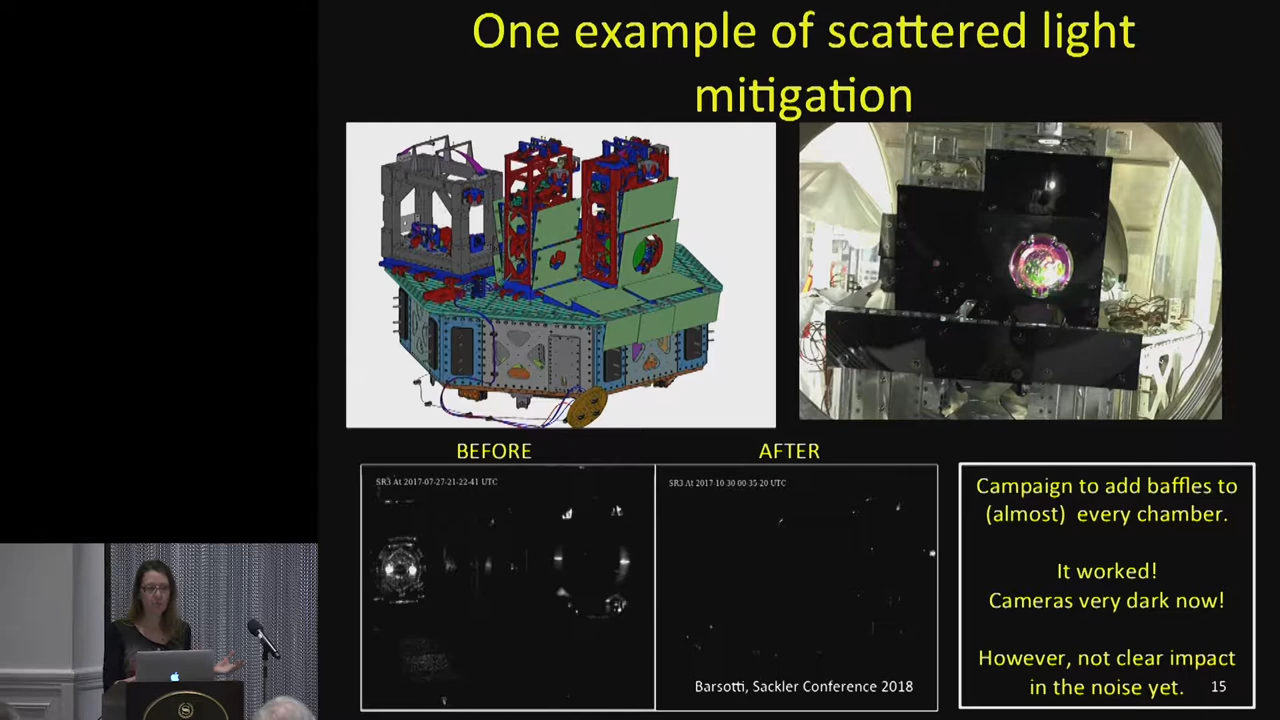 One example of scattered light
mitigation
BEFORE
AFTER
SR3 At 2017-07-27-21-22-41 UTC
SR3 At 2017-10-30 00-35 20 UTC
Campaign to add baffles to
(almost) every chamber.
It worked!
Cameras very dark now!
However, not clear impact
in the noise yet.
Barsotti, Sackler Conference 2018
15
S